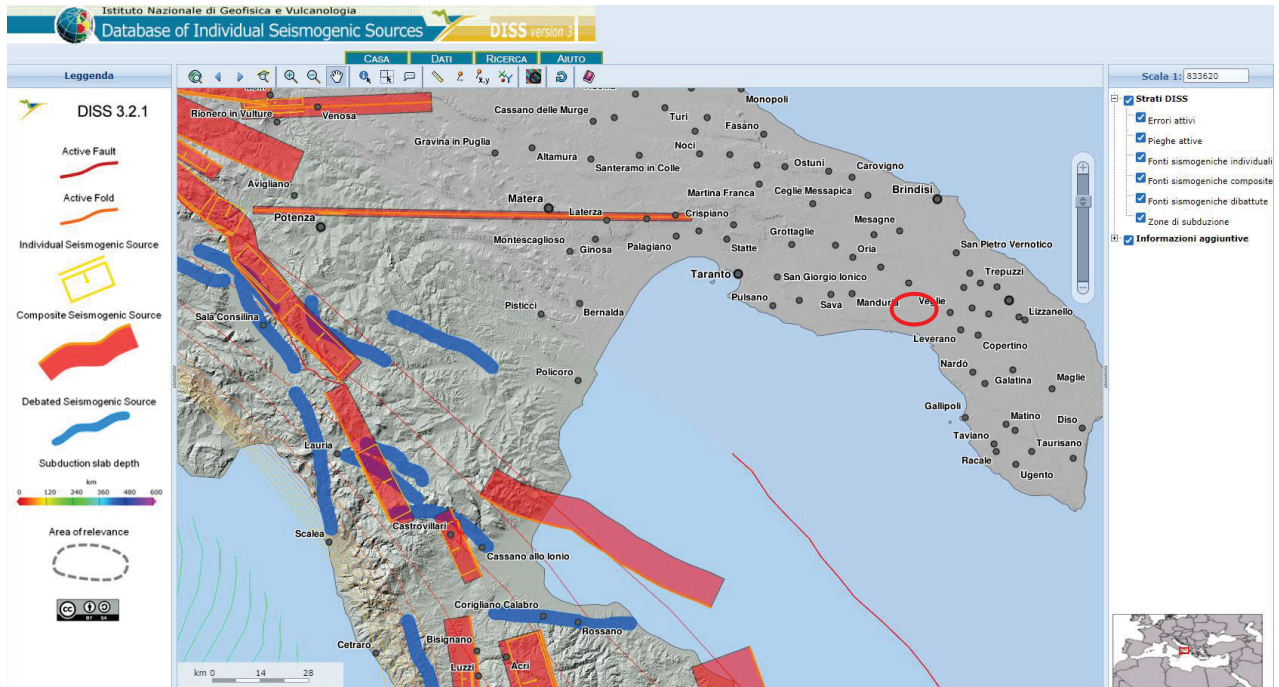 Istituto Nazionale di Geofisica e Vulcanologia
Database of Individual Seismogenic Sources
DISS version 3
CASA DATI RICERCA AIUTO
Leggenda
DISS 3.2.1
Active Fault
Active Fold
Individual Seismogenic Source
Composite Seismogenic Source
Debated Seismogenic Source
Subduction slab depth
km
0 120 240 360 480 600
Area of relevance
CC BY SA
Rionero in Vulture
Venosa
Cassano delle Murge
Turi
Monopoli
Fasano
Gravina in Puglia
Altamura
Noci
Santeramo in Colle
Ostuni
Carovigno
Avigliano
Matera
Martina Franca
Ceglie Messapica
Brindisi
Potenza
Laterza
Crispiano
Mesagne
Montescaglioso
Ginosa
Palagiano
Statte
Grottaglie
Oria
San Pietro Vernotico
Taranto
San Giorgio Ionico
Trepuzzi
Pulsano
Sava
Manduria
Veglie
Lizzanello
Sala Consilina
Pisticci
Bernalda
Leverano
Copertino
Policoro
Nardò
Galatina
Maglie
Gallipoli
Matino
Diso
Lauria
Taviano
Taurisano
Racale
Ugento
Scalea
Castrovillari
Cassano allo Ionio
Corigliano Calabro
Rossano
Cetraro
Bisignano
Luzzi
Acri
km 0 14 28
Scala 1: 833620
Strati DISS
Errori attivi
Pieghe attive
Fonti sismogeniche individuali
Fonti sismogeniche composite
Fonti sismogeniche dibattute
Zone di subduzione
Informazioni aggiuntive